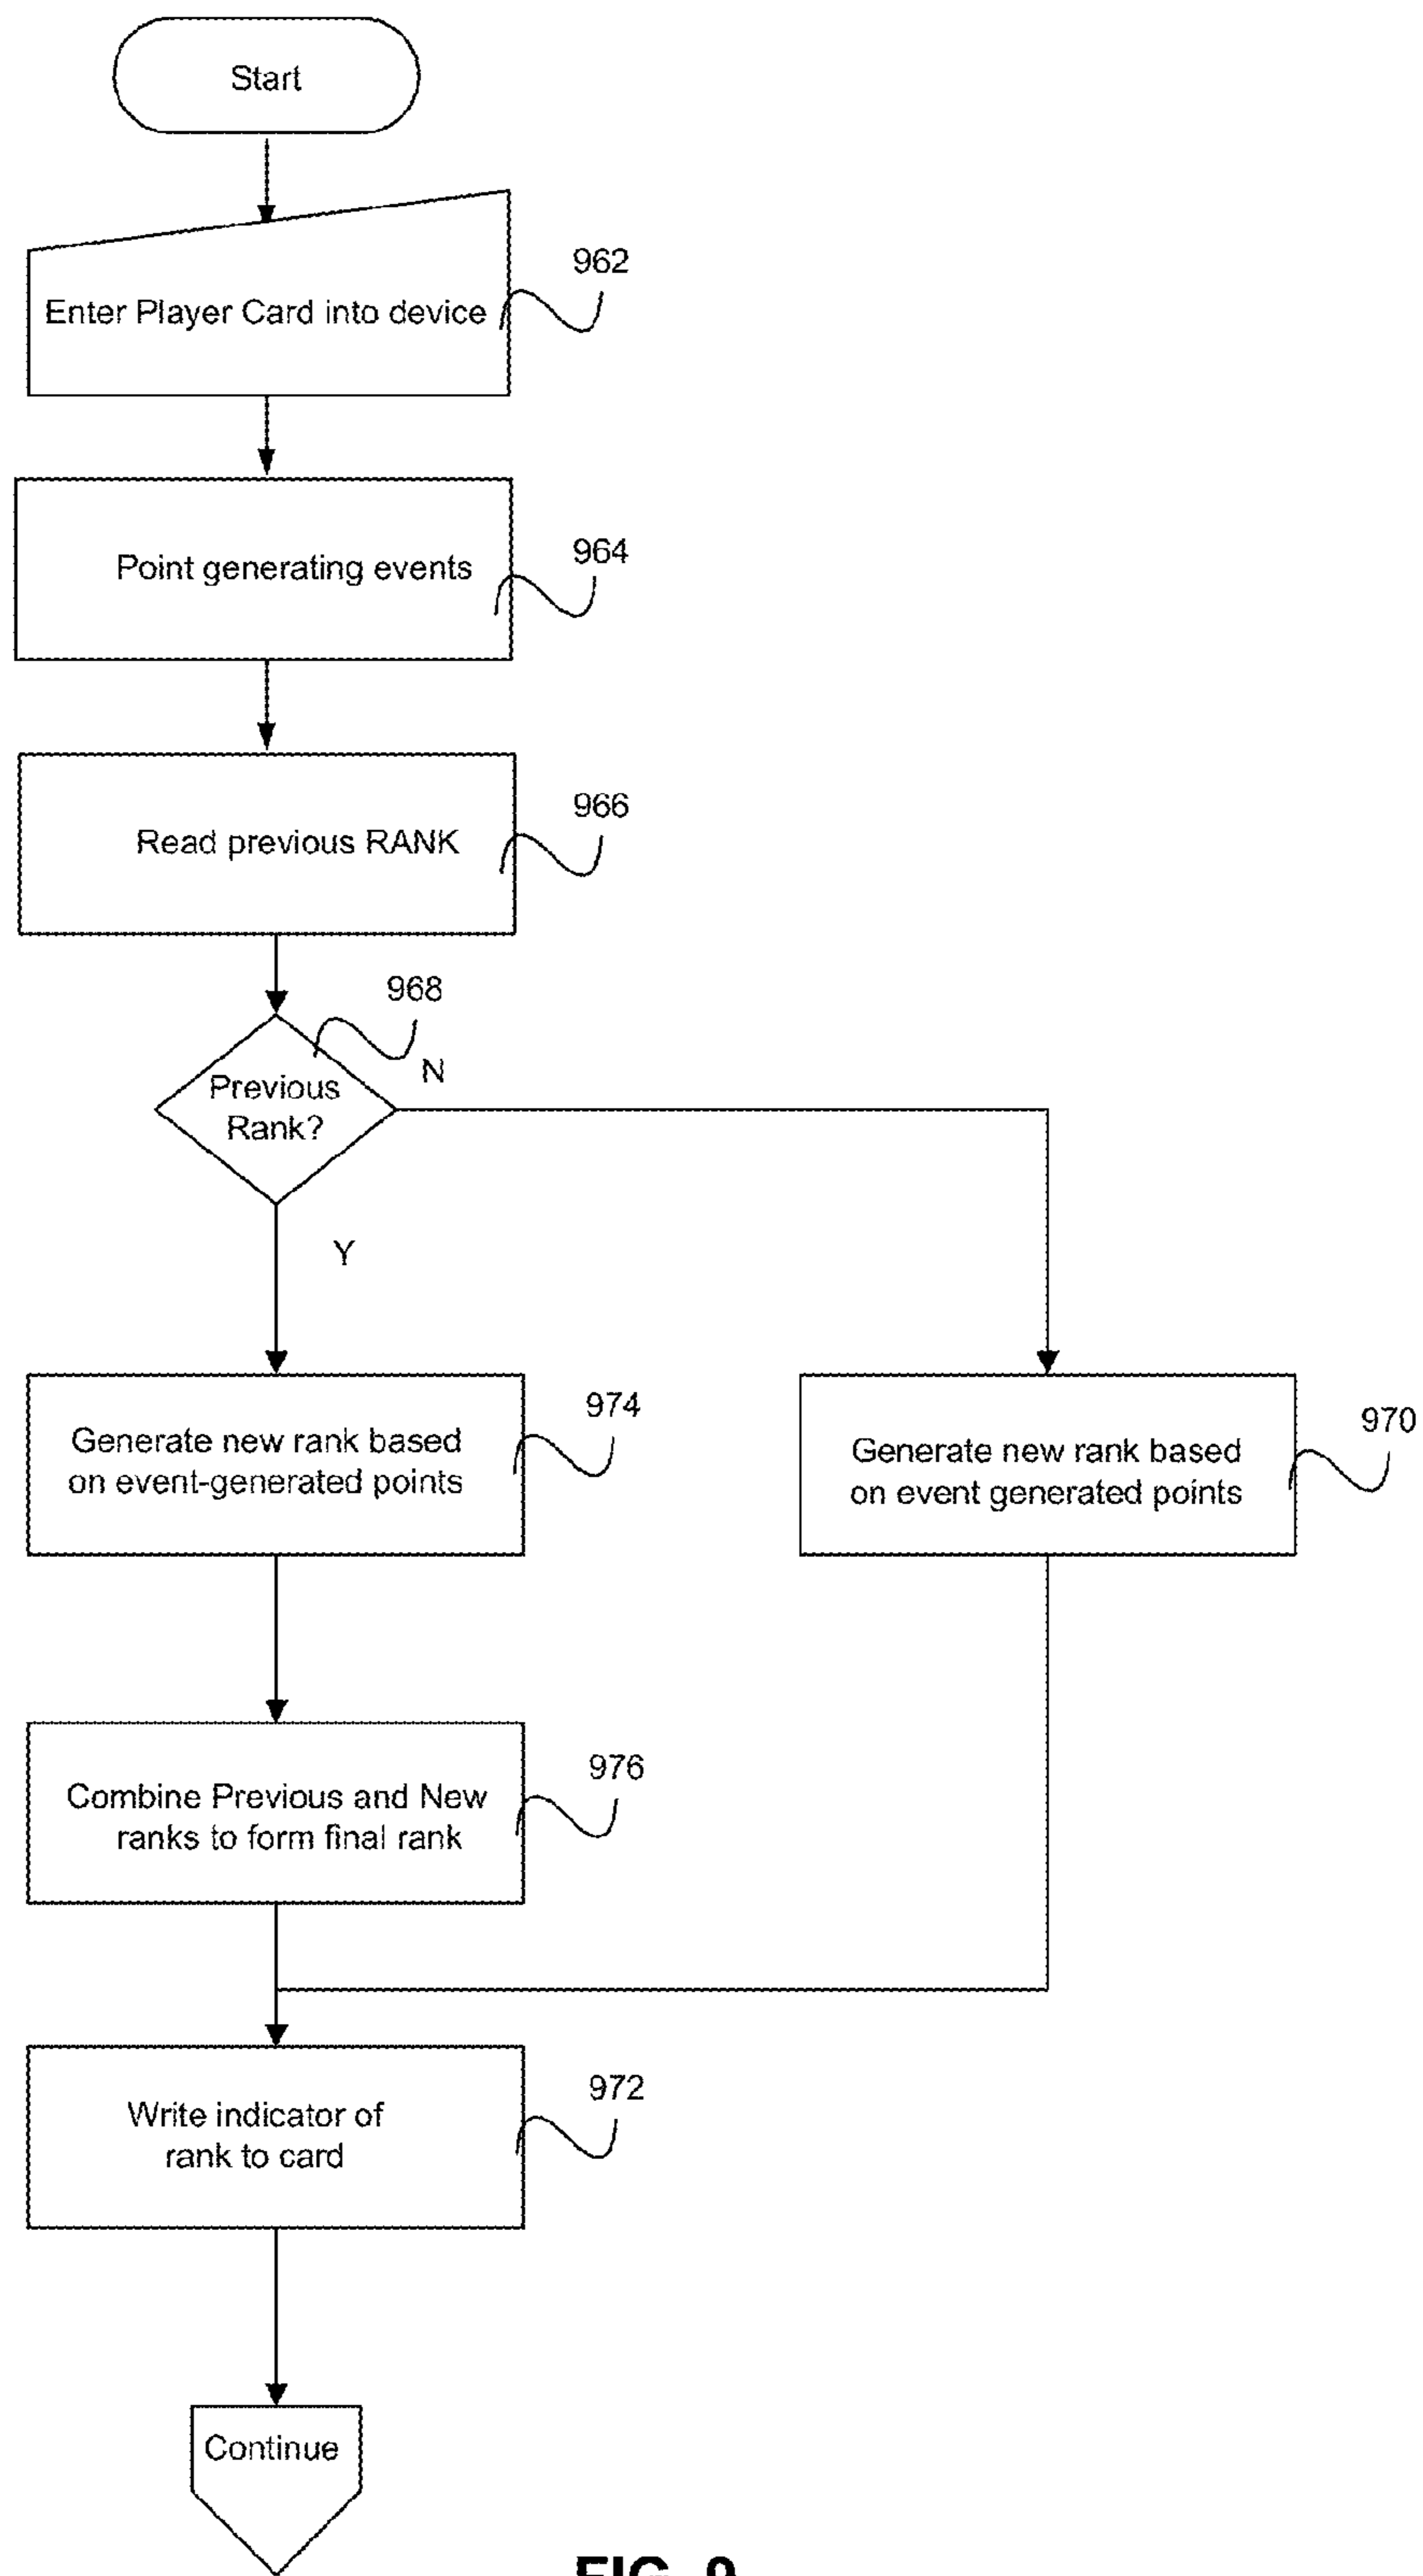 Start
962
Enter Player Card into device
964
Point generating events
966
Read previous RANK
968
N
Previous
Rank?
Y
974
Generate new rank based
on event-generated points
970
Generate new rank based
on event generated points
976
Combine Previous and New
ranks to form final rank
972
Write indicator of
rank to card
Continue
FIG. 9